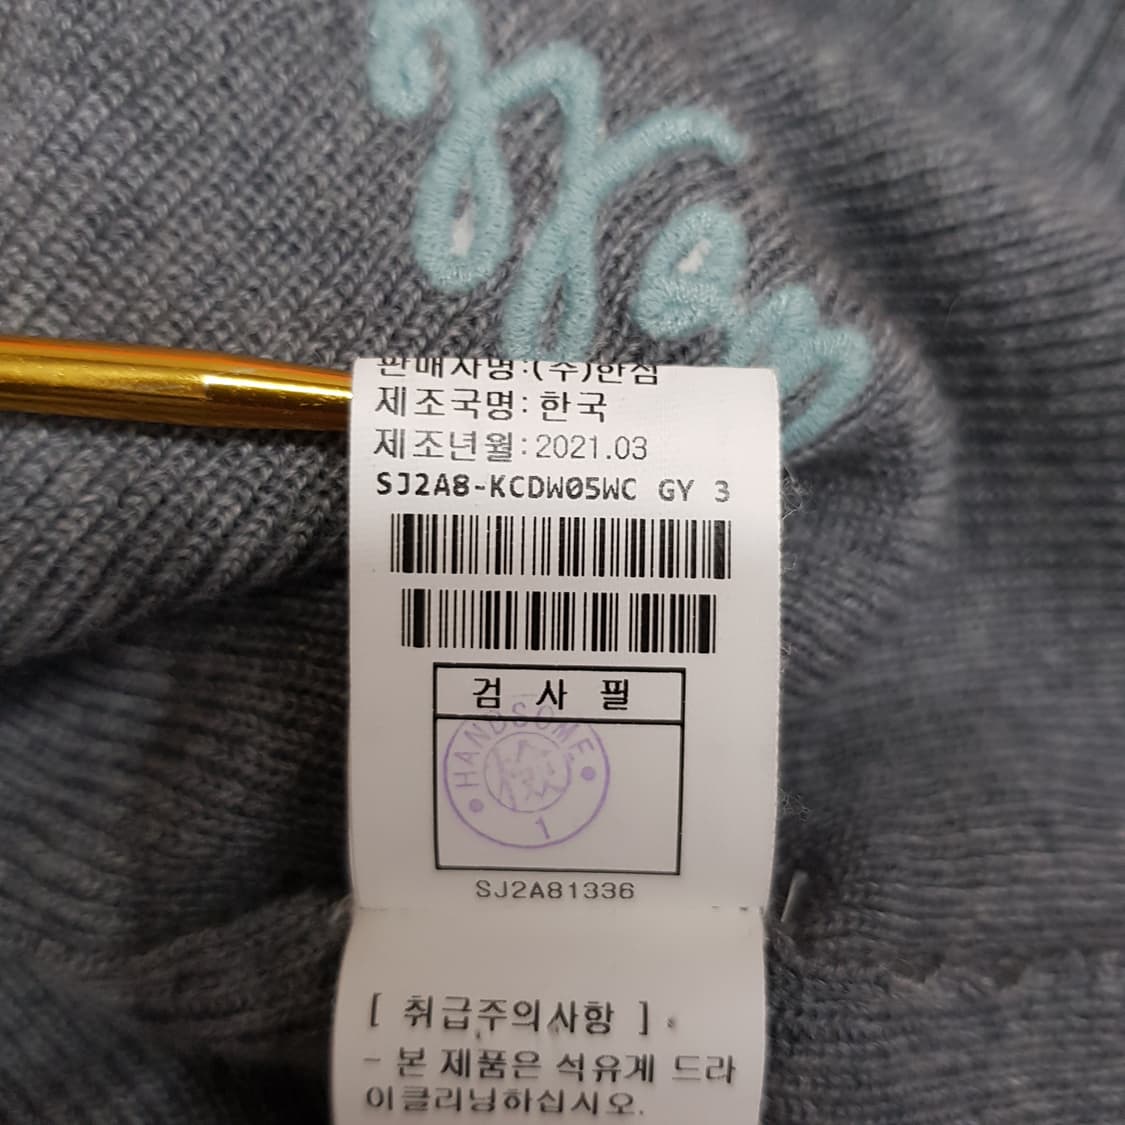 판매자명:(주)한섬
제조국명:한국
제조년월:2021.03
SJ2A8-KCDW05WC GY 3
검 사 필
HANDSOME
檢
1
SJ2A81336
[ 취급주의사항 ]
- 본 제품은 석유계 드라
이클리닝하십시오.